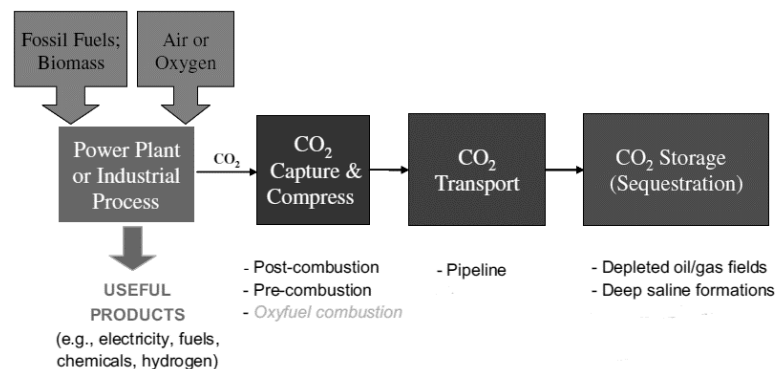 Fossil Fuels;
Biomass
Air or
Oxygen
Power Plant
or Industrial
Process
CO₂
CO₂
Capture &
Compress
CO₂
Transport
CO₂ Storage
(Sequestration)
USEFUL
PRODUCTS
(e.g., electricity, fuels,
chemicals, hydrogen)
- Post-combustion
- Pre-combustion
- Oxyfuel combustion
- Pipeline
- Depleted oil/gas fields
- Deep saline formations